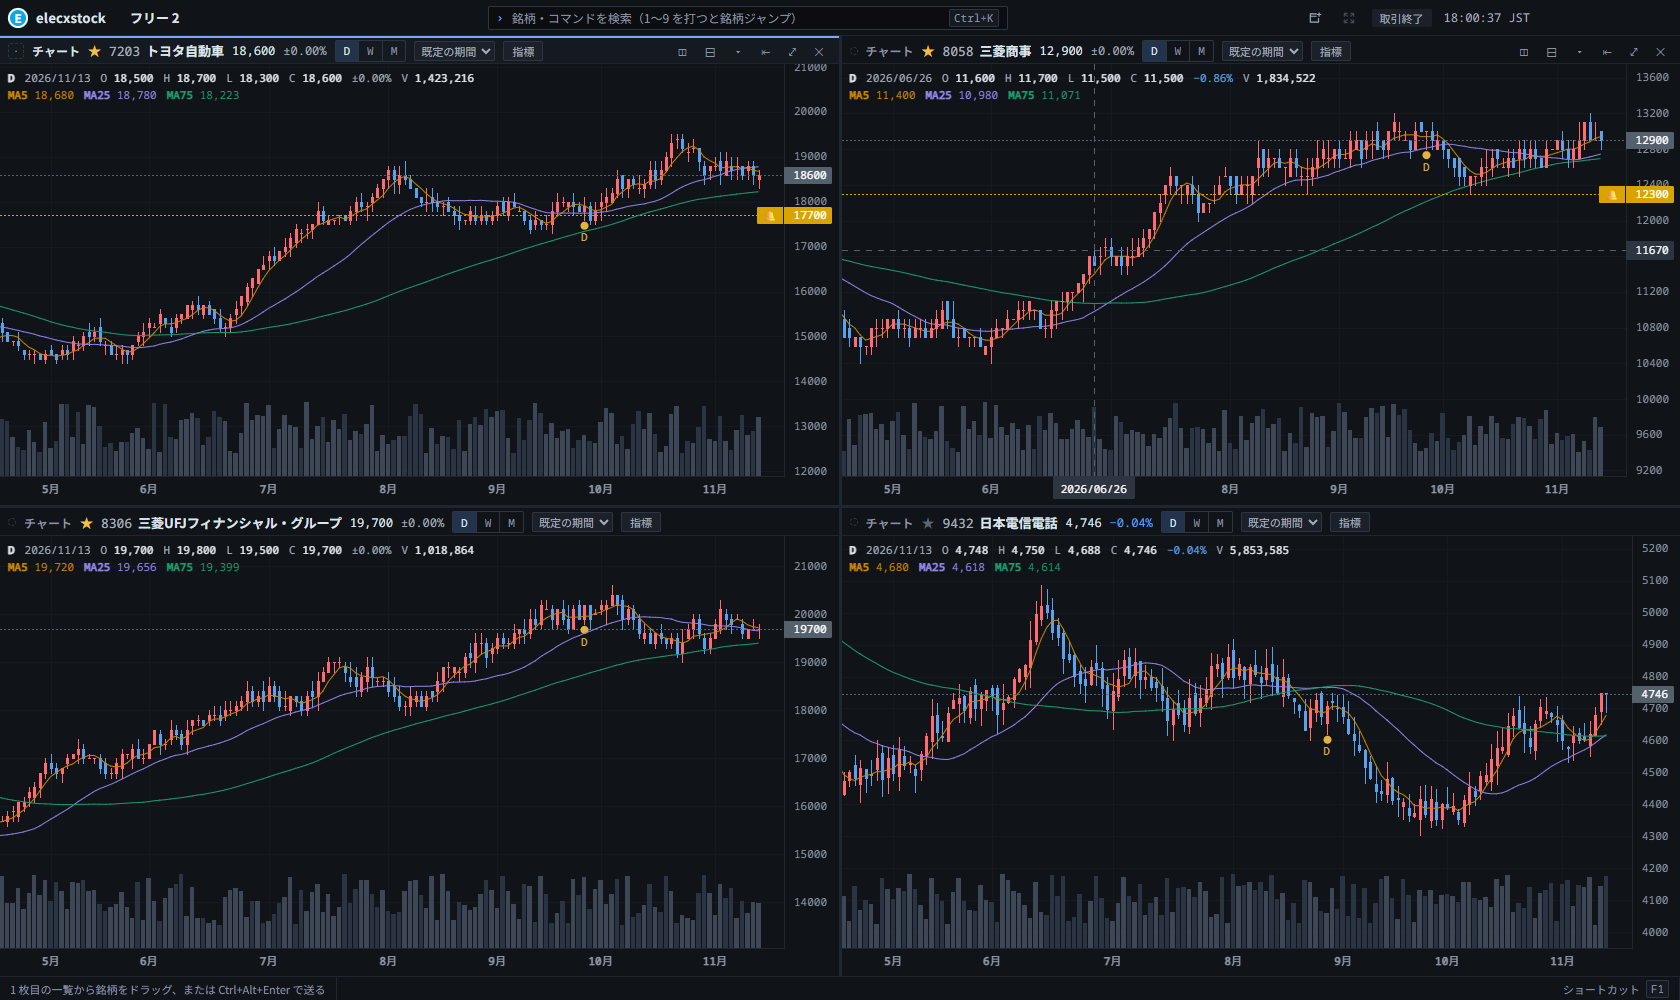 elecxstock フリー 2 › 銘柄・コマンドを検索（1〜9 を打つと銘柄ジャンプ） Ctrl+K 取引終了 18:00:37 JST
チャート ★ 7203 トヨタ自動車 18,600 ±0.00% D W M 既定の期間 指標
D 2026/11/13 O 18,500 H 18,700 L 18,300 C 18,600 ±0.00% V 1,423,216
MA5 18,680 MA25 18,780 MA75 18,223
21000
20000
19000
18600
18000
17700
17000
16000
15000
14000
13000
12000
D
5月 6月 7月 8月 9月 10月 11月
チャート ★ 8058 三菱商事 12,900 ±0.00% D W M 既定の期間 指標
D 2026/06/26 O 11,600 H 11,700 L 11,500 C 11,500 −0.86% V 1,834,522
MA5 11,400 MA25 10,980 MA75 11,071
13600
13200
12900
12800
12400
12300
12000
11670
11200
10800
10400
10000
9600
9200
D
5月 6月 2026/06/26 8月 9月 10月 11月
チャート ★ 8306 三菱UFJフィナンシャル・グループ 19,700 ±0.00% D W M 既定の期間 指標
D 2026/11/13 O 19,700 H 19,800 L 19,500 C 19,700 ±0.00% V 1,018,864
MA5 19,720 MA25 19,656 MA75 19,399
21000
20000
19700
19000
18000
17000
16000
15000
14000
D
5月 6月 7月 8月 9月 10月 11月
チャート ★ 9432 日本電信電話 4,746 −0.04% D W M 既定の期間 指標
D 2026/11/13 O 4,748 H 4,750 L 4,688 C 4,746 −0.04% V 5,853,585
MA5 4,680 MA25 4,618 MA75 4,614
5200
5100
5000
4900
4800
4746
4700
4600
4500
4400
4300
4200
4100
4000
D
5月 6月 7月 8月 9月 10月 11月
1 枚目の一覧から銘柄をドラッグ、または Ctrl+Alt+Enter で送る ショートカット F1